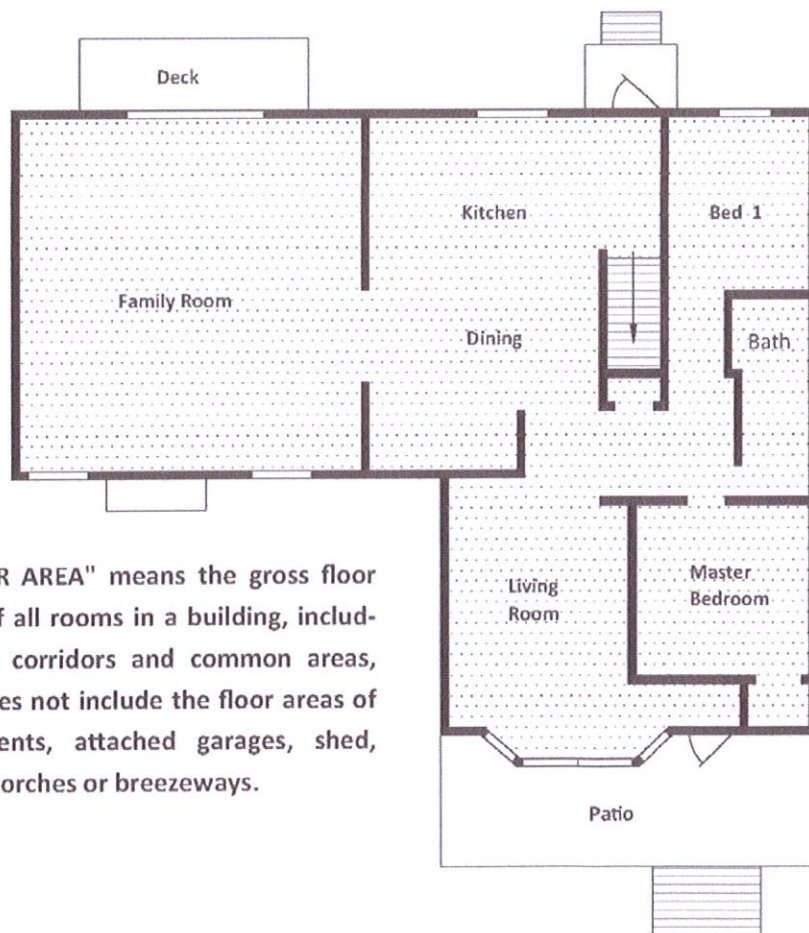 Deck
Kitchen
Bed 1
Family Room
Dining
Bath
R AREA" means the gross floor
f all rooms in a building, includ-
corridors and common areas,
es not include the floor areas of
ents, attached garages, shed,
orches or breezeways.
Living
Room
Master
Bedroom
Patio